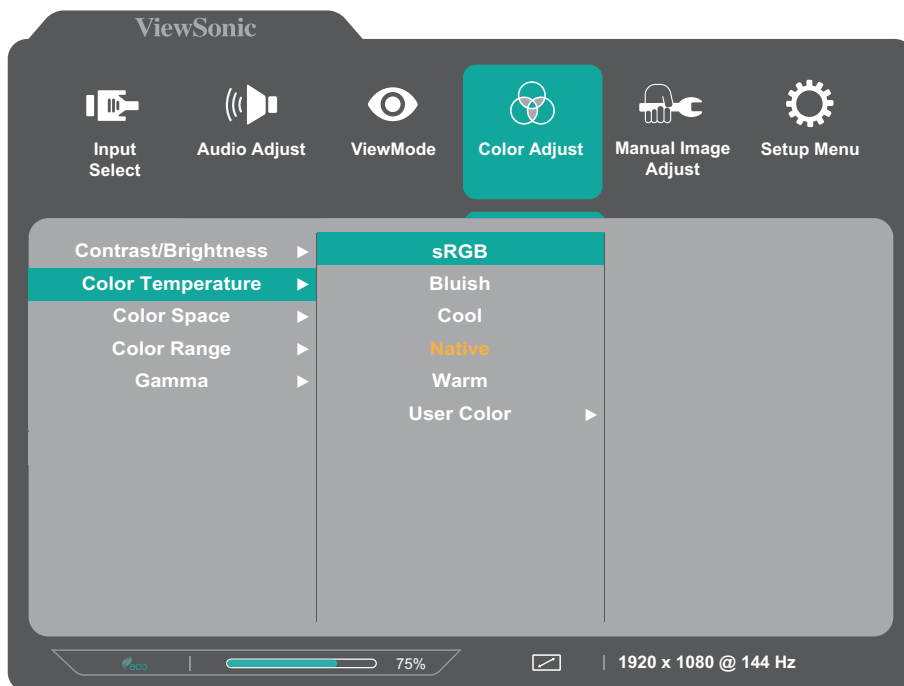 ViewSonic
Input Select
Audio Adjust
ViewMode
Color Adjust
Manual Image Adjust
Setup Menu
Contrast/Brightness
Color Temperature
Color Space
Color Range
Gamma
sRGB
Bluish
Cool
Native
Warm
User Color
eco
75%
1920 x 1080 @ 144 Hz